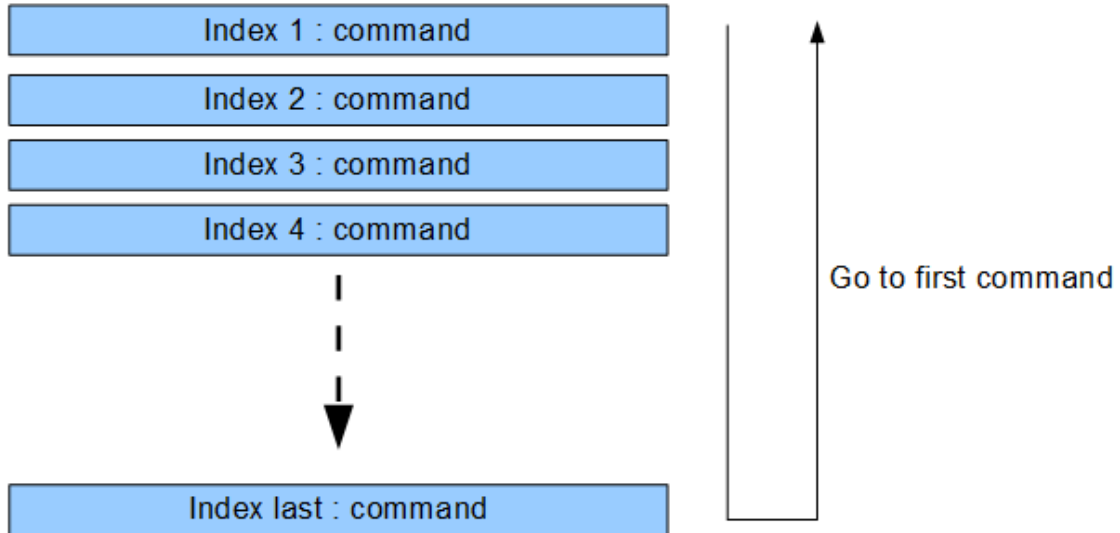 Index 1 : command
Index 2 : command
Index 3 : command
Index 4 : command
Go to first command
Index last : command